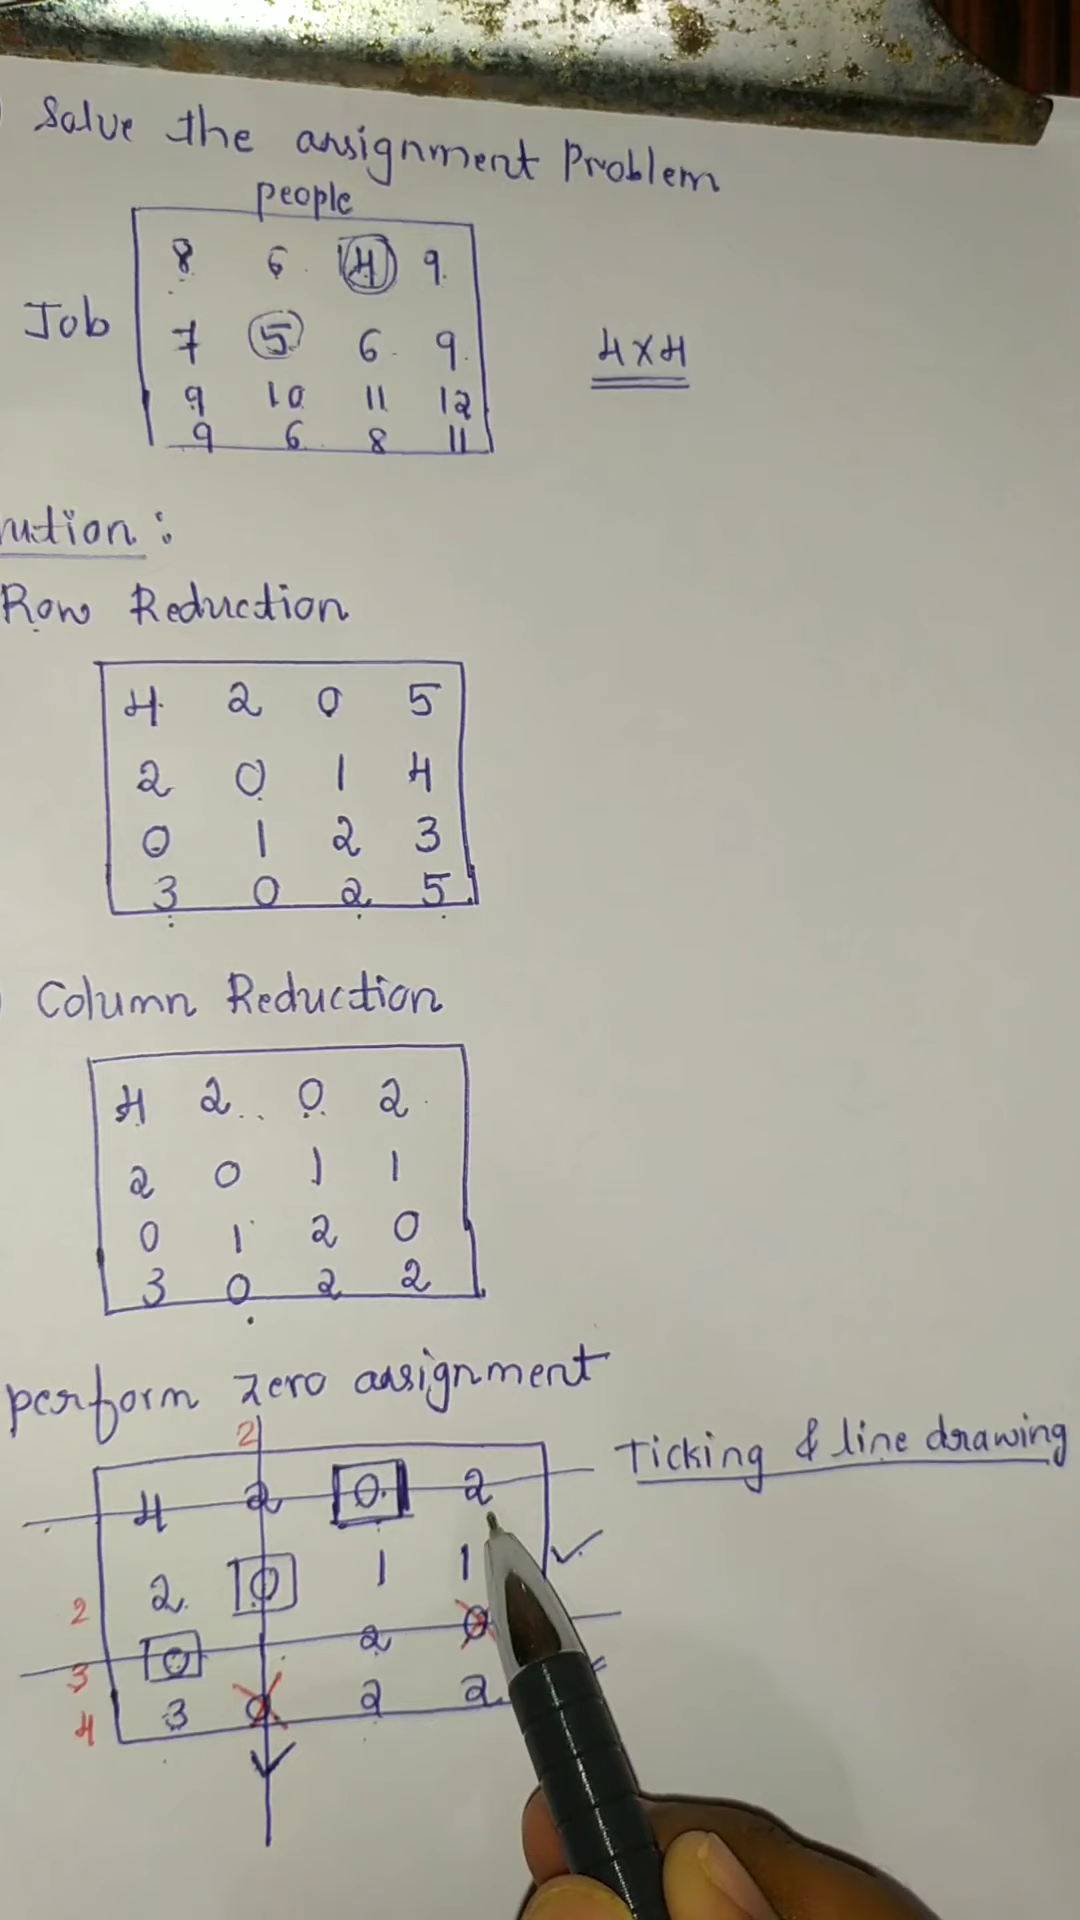 Solve the assignment Problem
people
8 6 4 9
Job
7 5 6 9
4x4
9 10 11 12
9 6 8 11
ution :
Row Reduction
4 2 0 5
2 0 1 4
0 1 2 3
3 0 2 5
Column Reduction
4 2 0 2
2 0 1 1
0 1 2 0
3 0 2 2
perform zero assignment
Ticking & line drawing
2
4 2 0 2
2 2 0 1 1
3 0 2 0
4 3 0 2 2